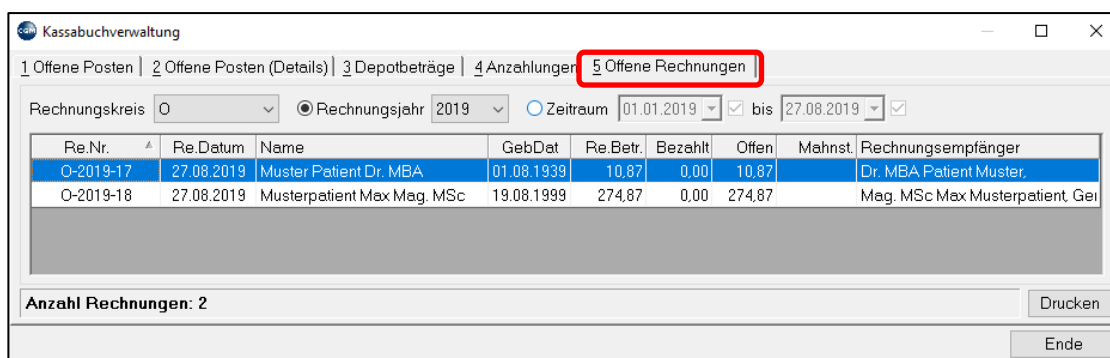 CGM Kassabuchverwaltung
1 Offene Posten 2 Offene Posten (Details) 3 Depotbeträge 4 Anzahlungen 5 Offene Rechnungen
Rechnungskreis O Rechnungsjahr 2019 Zeitraum 01.01.2019 bis 27.08.2019
Re.Nr. Re.Datum Name GebDat Re.Betr. Bezahlt Offen Mahnst. Rechnungsempfänger
O-2019-17 27.08.2019 Muster Patient Dr. MBA 01.08.1939 10,87 0,00 10,87 Dr. MBA Patient Muster,
O-2019-18 27.08.2019 Musterpatient Max Mag. MSc 19.08.1999 274,87 0,00 274,87 Mag. MSc Max Musterpatient, Ger
Anzahl Rechnungen: 2 Drucken
Ende